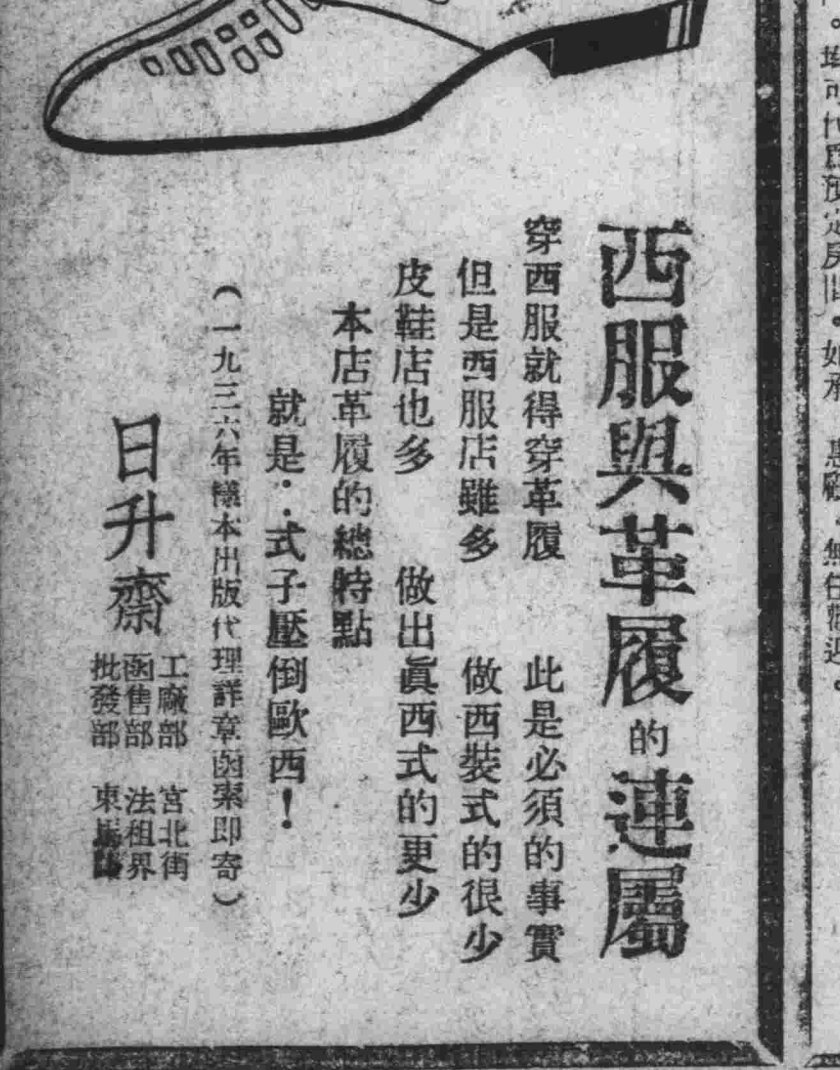 西服與革履的連屬
穿西服就得穿革履　此是必須的事實
但是西服店雖多　做西裝式的很少
皮鞋店也多　做出眞西式的更少
本店革履的總特點
就是：式子壓倒歐西！
（一九三六年樣本出版代理詳章函索即寄）
日升齋
工廠部　宮北街
函售部　法租界
批發部　東馬路